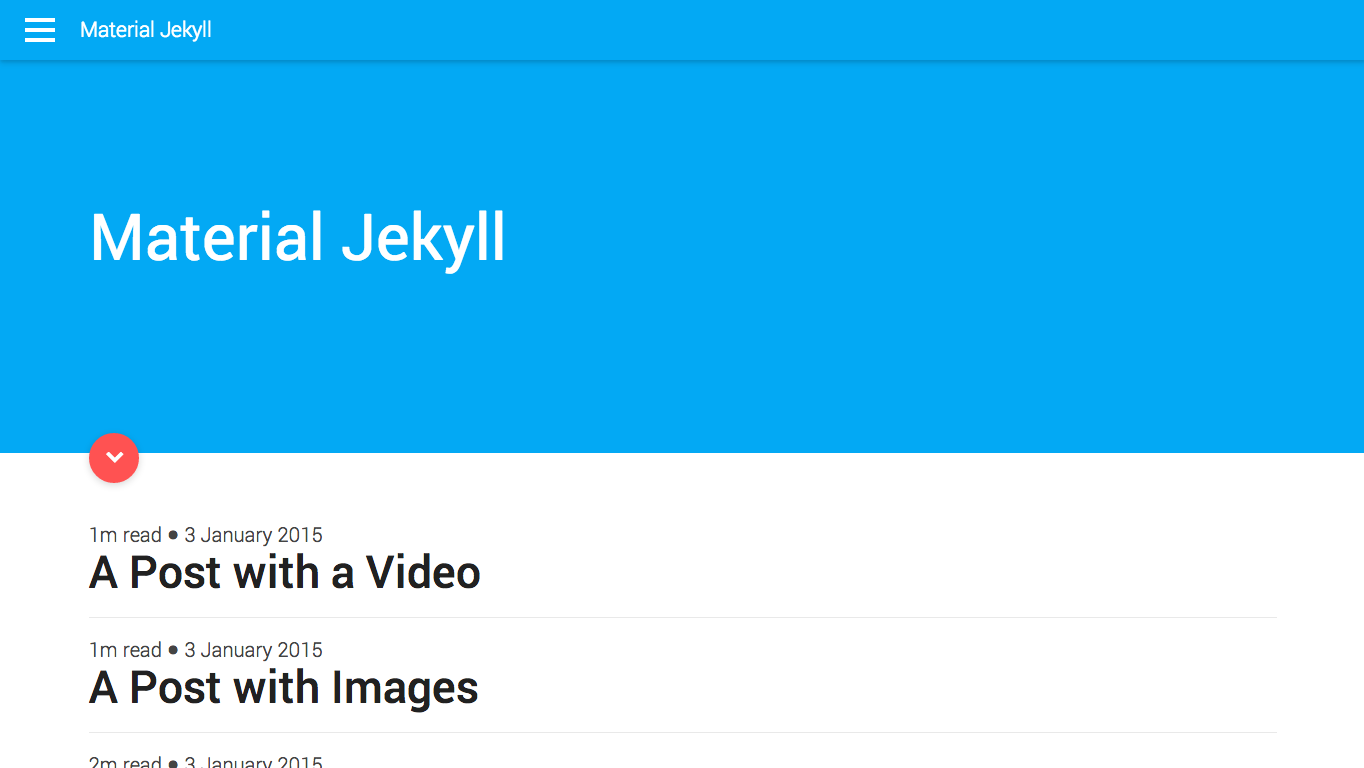 Material Jekyll
Material Jekyll
1m read ● 3 January 2015
A Post with a Video
1m read ● 3 January 2015
A Post with Images
2m read ● 3 January 2015